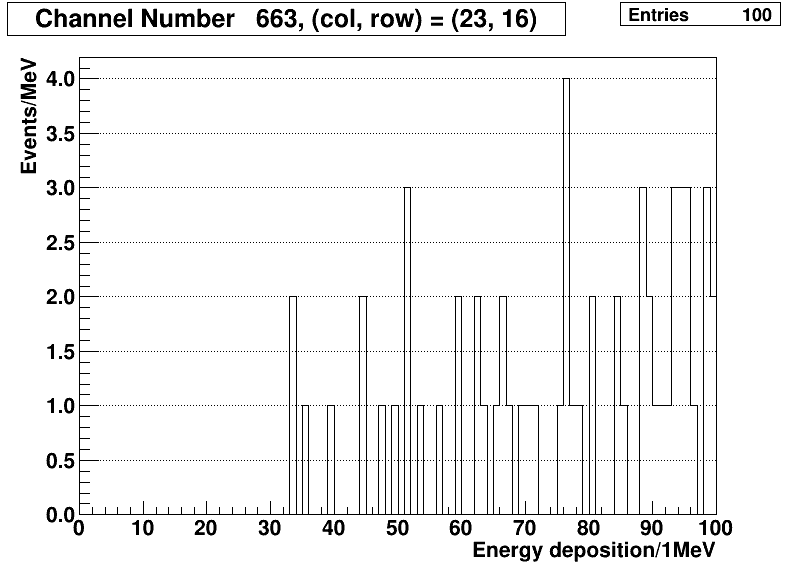 Channel Number 663, (col, row) = (23, 16)
Entries 100
Events/MeV
4.0
3.5
3.0
2.5
2.0
1.5
1.0
0.5
0.0
0 10 20 30 40 50 60 70 80 90 100
Energy deposition/1MeV